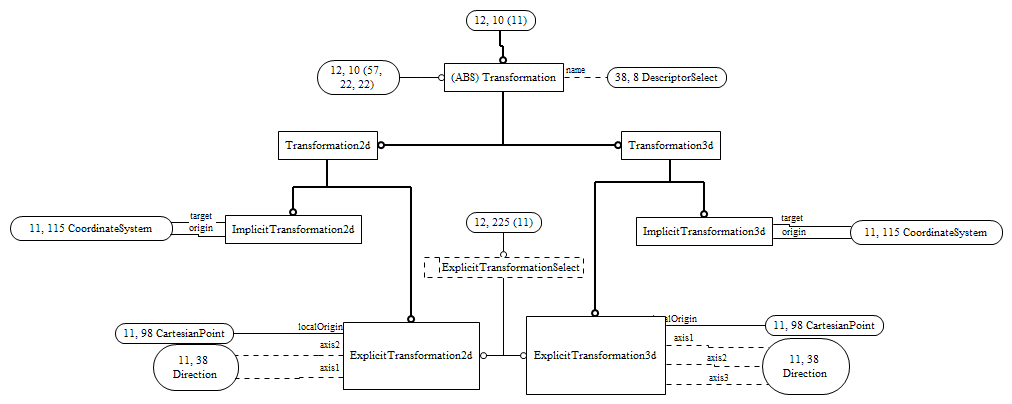 12, 10 (11)
12, 10 (57,
22, 22)
(ABS) Transformation
name
38, 8 DescriptorSelect
Transformation2d
Transformation3d
11, 115 CoordinateSystem
target
origin
ImplicitTransformation2d
12, 225 (11)
ImplicitTransformation3d
target
origin
11, 115 CoordinateSystem
ExplicitTransformationSelect
11, 98 CartesianPoint
localOrigin
11, 38
Direction
axis2
axis1
ExplicitTransformation2d
ExplicitTransformation3d
alOrigin
axis1
axis2
axis3
11, 98 CartesianPoint
11, 38
Direction